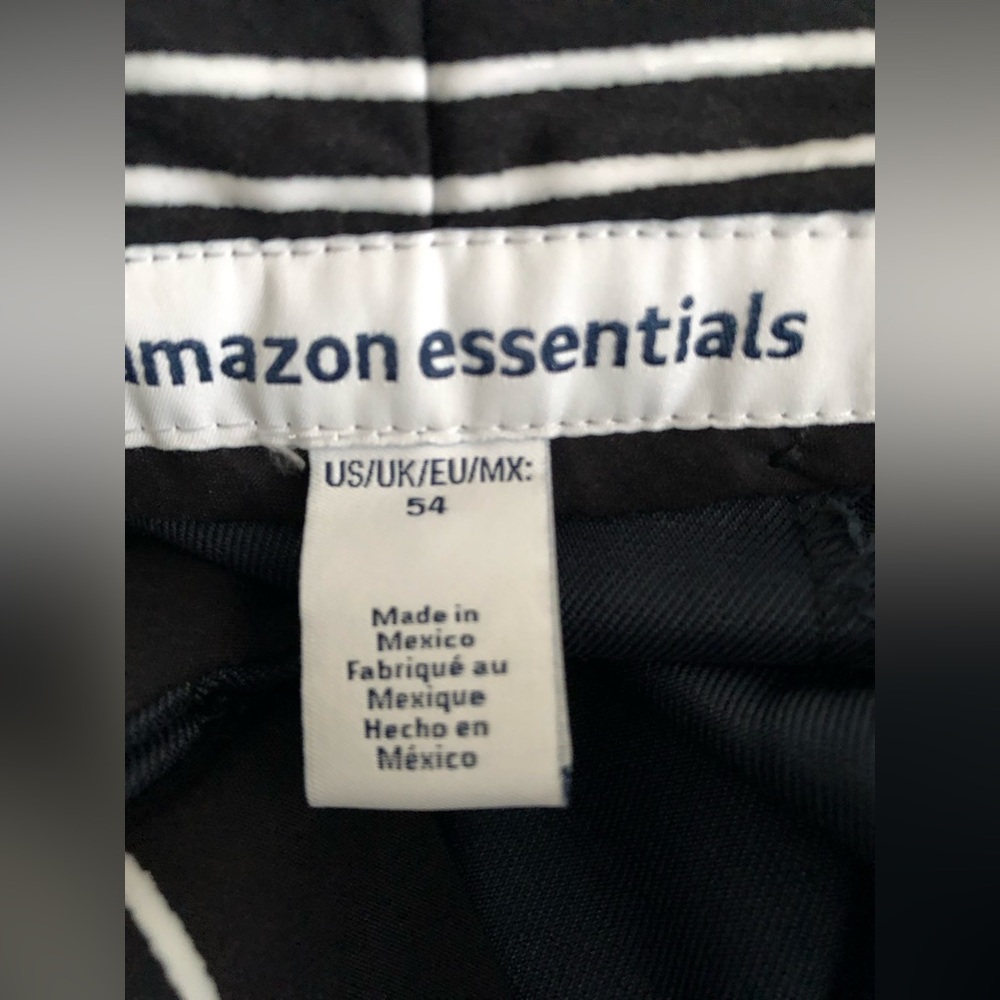 amazon essentials
US/UK/EU/MX:
54
Made in
Mexico
Fabriqué au
Mexique
Hecho en
México